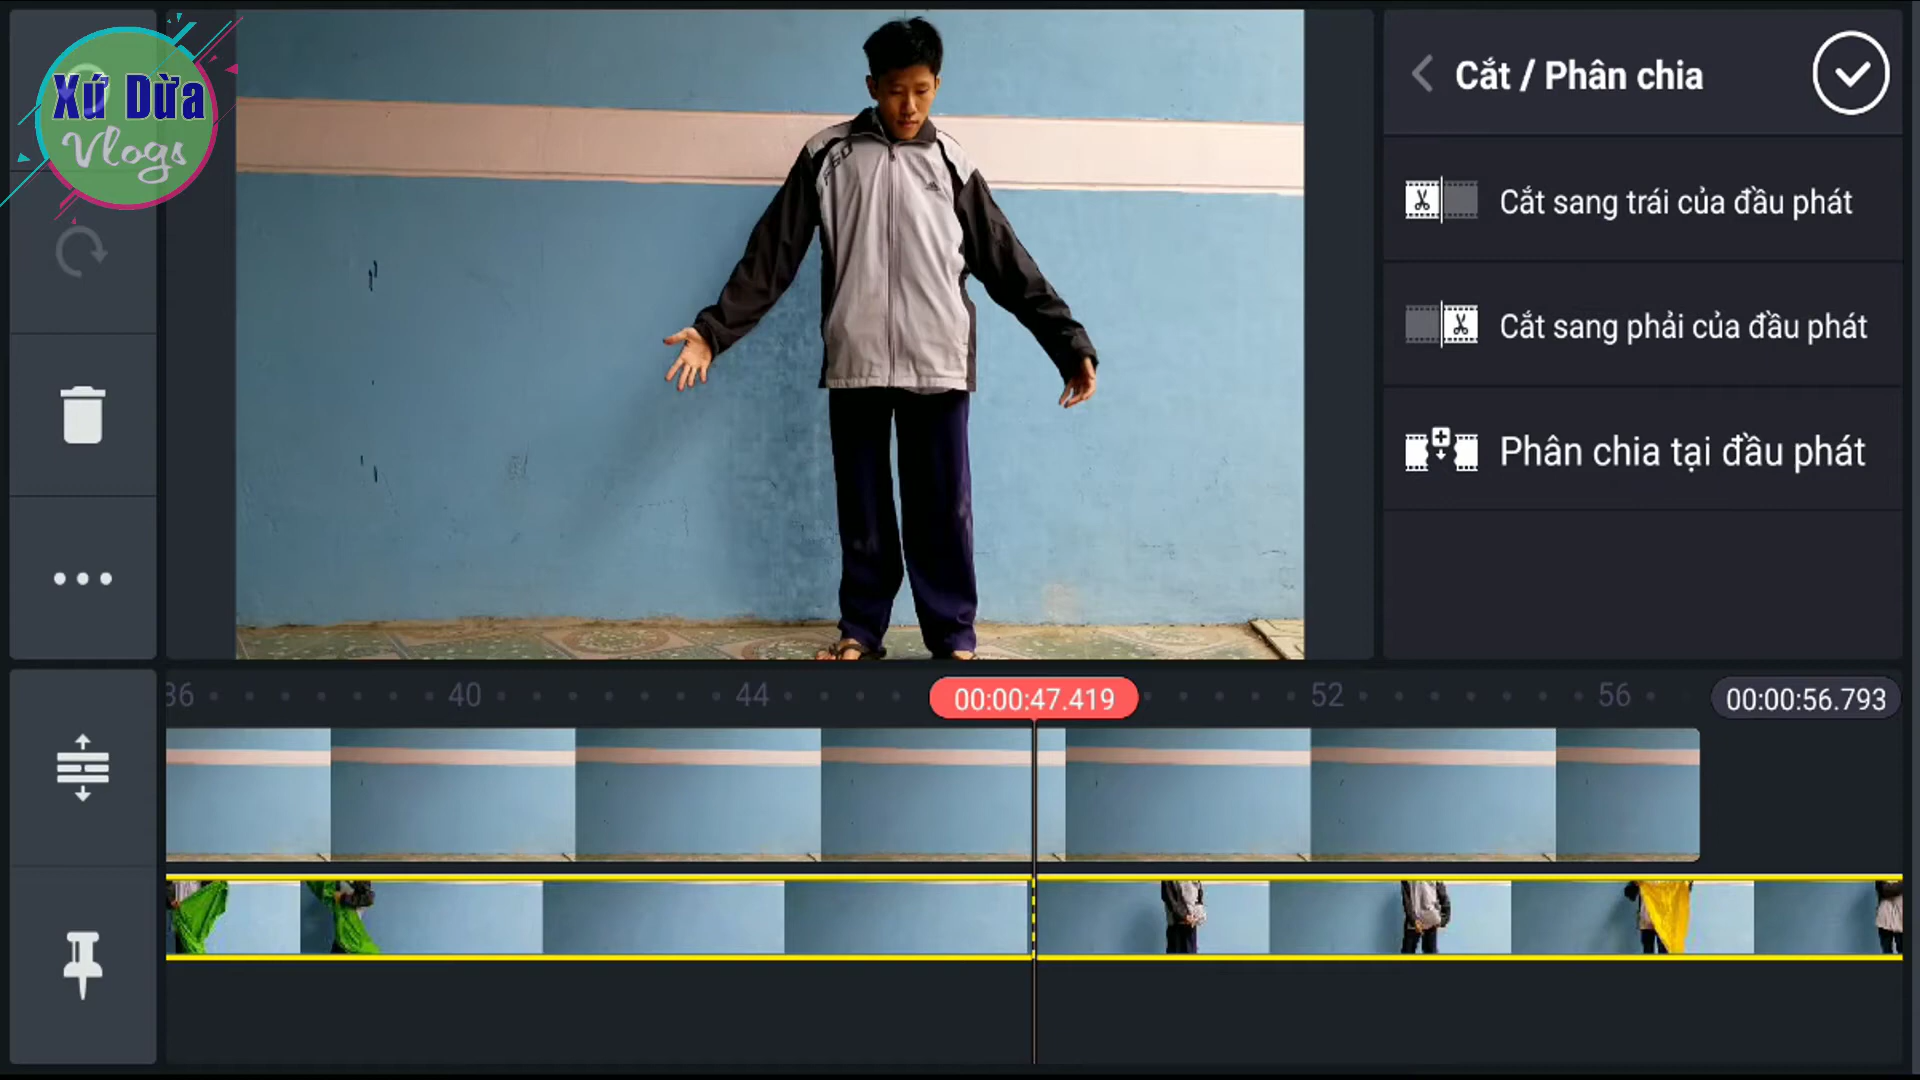 Xứ Dừa
Vlogs
Cắt / Phân chia
Cắt sang trái của đầu phát
Cắt sang phải của đầu phát
Phân chia tại đầu phát
36
40
44
00:00:47.419
52
56
00:00:56.793